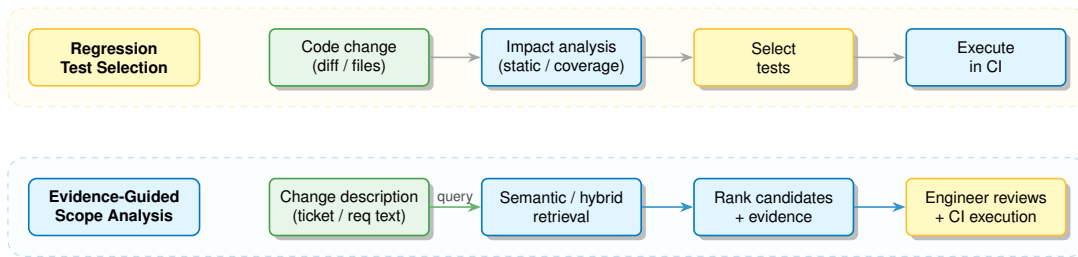 Regression
Test Selection
Code change
(diff / files)
Impact analysis
(static / coverage)
Select
tests
Execute
in CI
Evidence-Guided
Scope Analysis
Change description
(ticket / req text)
query
Semantic / hybrid
retrieval
Rank candidates
+ evidence
Engineer reviews
+ CI execution